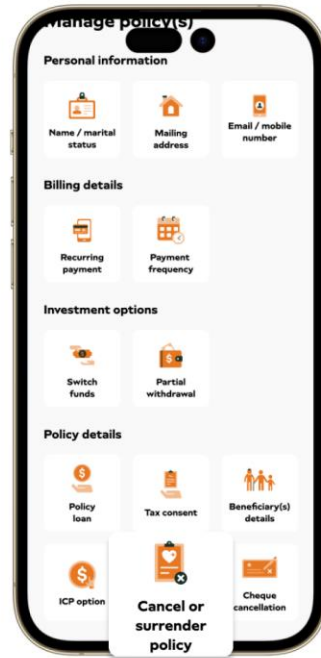 Manage policy(s)
Personal information
Name / marital
status
Mailing
address
Email / mobile
number
Billing details
Recurring
payment
Payment
frequency
Investment options
Switch
funds
Partial
withdrawal
Policy details
Policy
loan
Tax consent
Beneficiary(s)
details
ICP option
Cancel or
surrender
policy
Cheque
cancellation